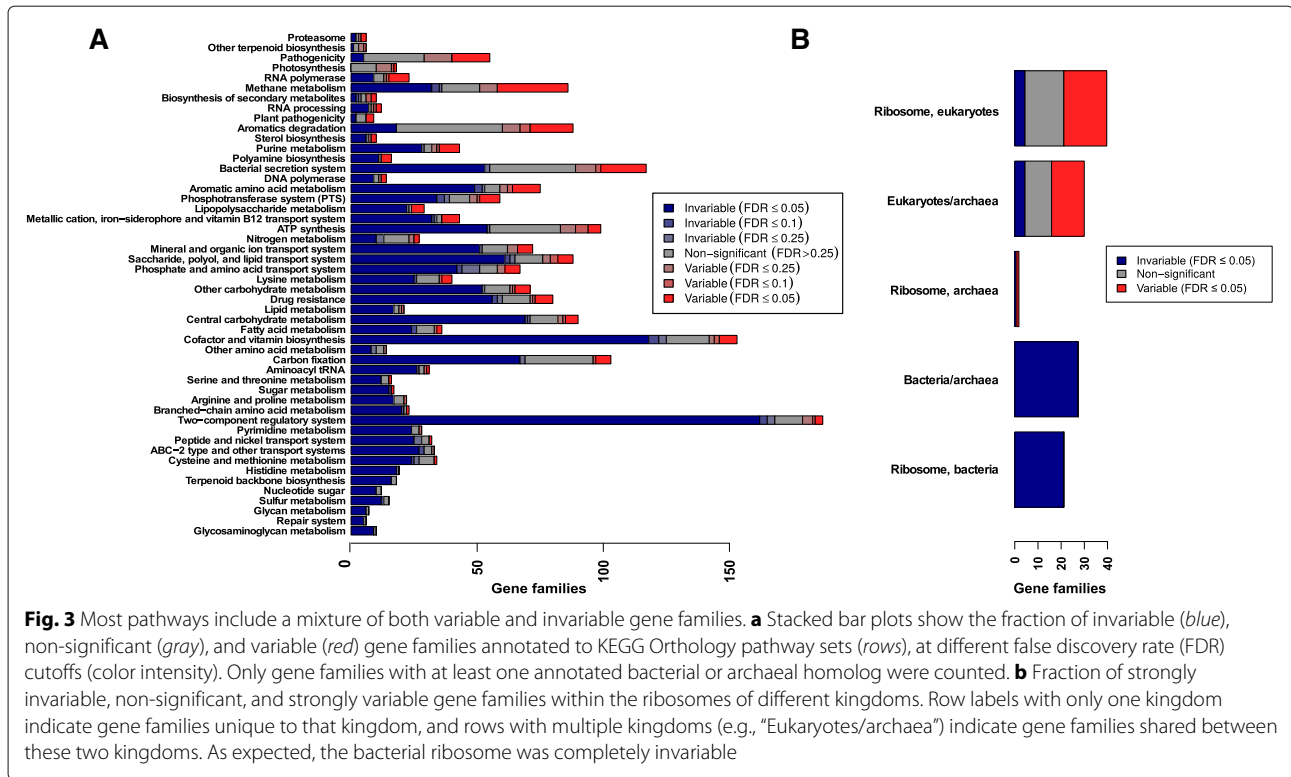 A
B
Proteasome
Other terpenoid biosynthesis
Pathogenicity
Photosynthesis
RNA polymerase
Methane metabolism
Biosynthesis of secondary metabolites
RNA processing
Plant pathogenicity
Aromatics degradation
Sterol biosynthesis
Purine metabolism
Polyamine biosynthesis
Bacterial secretion system
DNA polymerase
Aromatic amino acid metabolism
Phosphotransferase system (PTS)
Lipopolysaccharide metabolism
Metallic cation, iron−siderophore and vitamin B12 transport system
ATP synthesis
Nitrogen metabolism
Mineral and organic ion transport system
Saccharide, polyol, and lipid transport system
Phosphate and amino acid transport system
Lysine metabolism
Other carbohydrate metabolism
Drug resistance
Lipid metabolism
Central carbohydrate metabolism
Fatty acid metabolism
Cofactor and vitamin biosynthesis
Other amino acid metabolism
Carbon fixation
Aminoacyl tRNA
Serine and threonine metabolism
Sugar metabolism
Arginine and proline metabolism
Branched−chain amino acid metabolism
Two−component regulatory system
Pyrimidine metabolism
Peptide and nickel transport system
ABC−2 type and other transport systems
Cysteine and methionine metabolism
Histidine metabolism
Terpenoid backbone biosynthesis
Nucleotide sugar
Sulfur metabolism
Glycan metabolism
Repair system
Glycosaminoglycan metabolism
0
50
100
150
Gene families
Invariable (FDR ≤ 0.05)
Invariable (FDR ≤ 0.1)
Invariable (FDR ≤ 0.25)
Non−significant (FDR > 0.25)
Variable (FDR ≤ 0.25)
Variable (FDR ≤ 0.1)
Variable (FDR ≤ 0.05)
Ribosome, eukaryotes
Eukaryotes/archaea
Ribosome, archaea
Bacteria/archaea
Ribosome, bacteria
0
10
20
30
40
Gene families
Invariable (FDR ≤ 0.05)
Non−significant
Variable (FDR ≤ 0.05)
Fig. 3 Most pathways include a mixture of both variable and invariable gene families. a Stacked bar plots show the fraction of invariable (blue),
non-significant (gray), and variable (red) gene families annotated to KEGG Orthology pathway sets (rows), at different false discovery rate (FDR)
cutoffs (color intensity). Only gene families with at least one annotated bacterial or archaeal homolog were counted. b Fraction of strongly
invariable, non-significant, and strongly variable gene families within the ribosomes of different kingdoms. Row labels with only one kingdom
indicate gene families unique to that kingdom, and rows with multiple kingdoms (e.g., “Eukaryotes/archaea”) indicate gene families shared between
these two kingdoms. As expected, the bacterial ribosome was completely invariable